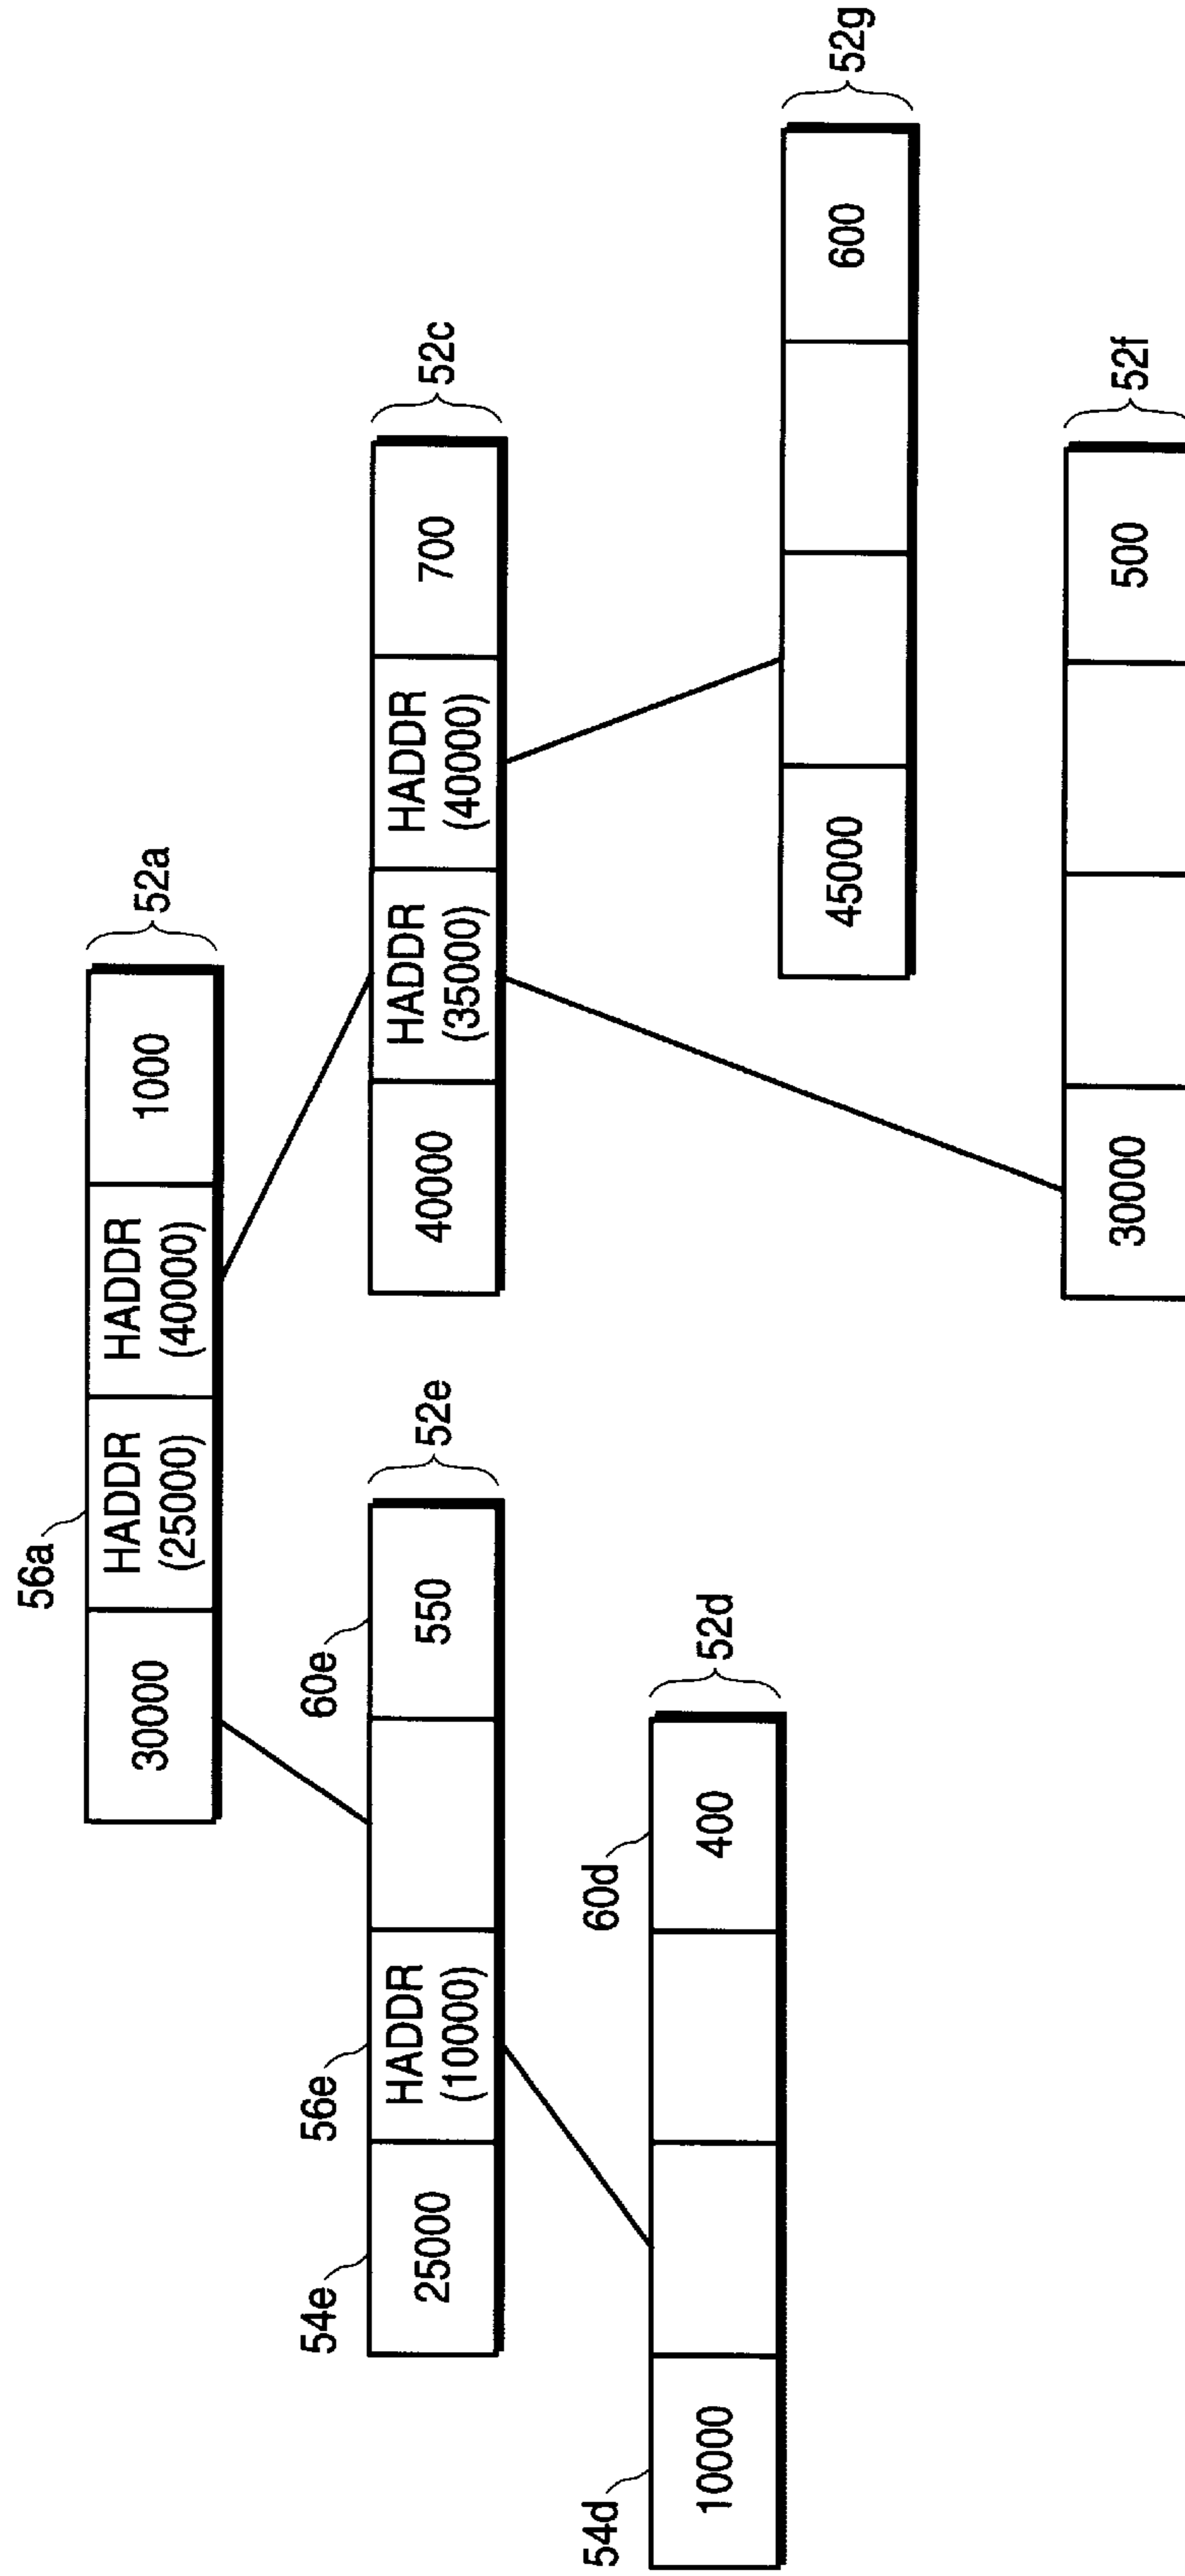 56a
30000
HADDR
(25000)
HADDR
(40000)
1000
52a
54e
25000
56e
HADDR
(10000)
60e
550
52e
40000
HADDR
(35000)
HADDR
(40000)
700
52c
54d
10000
60d
400
52d
45000
600
52g
30000
500
52f